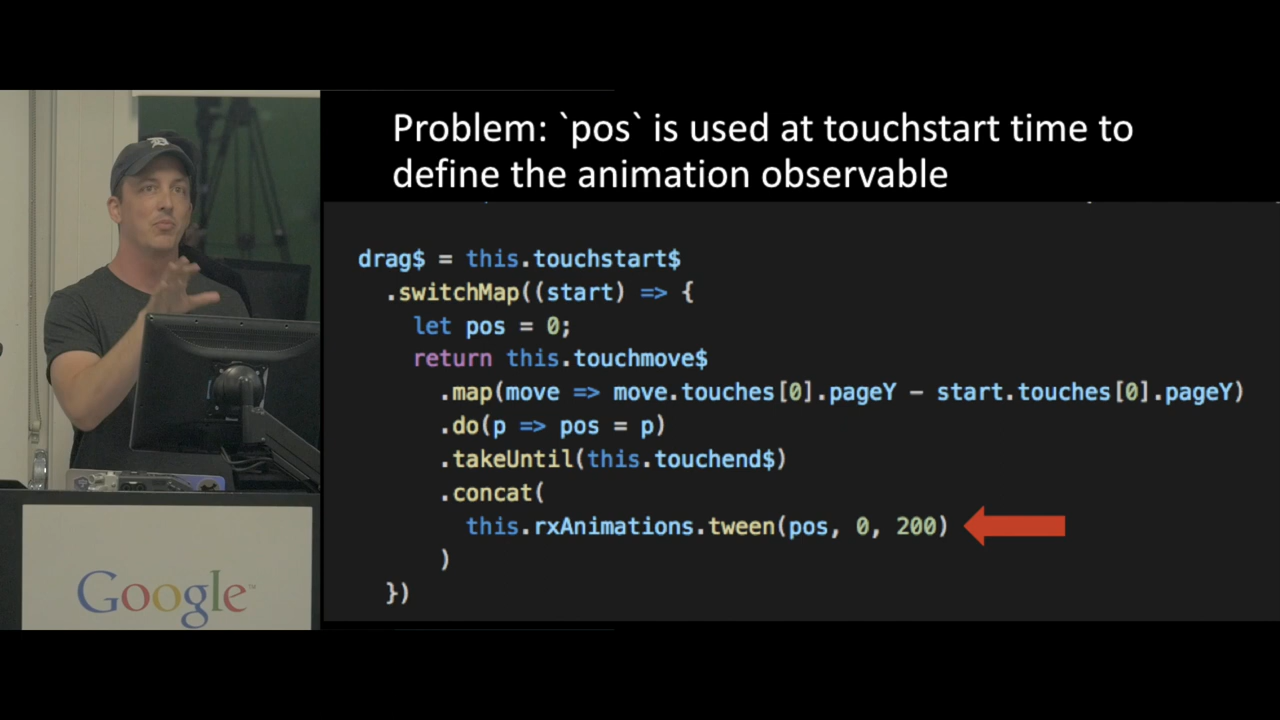 Problem: `pos` is used at touchstart time to
define the animation observable
drag$ = this.touchstart$
.switchMap((start) => {
let pos = 0;
return this.touchmove$
.map(move => move.touches[0].pageY - start.touches[0].pageY)
.do(p => pos = p)
.takeUntil(this.touchend$)
.concat(
this.rxAnimations.tween(pos, 0, 200)
)
})
Google